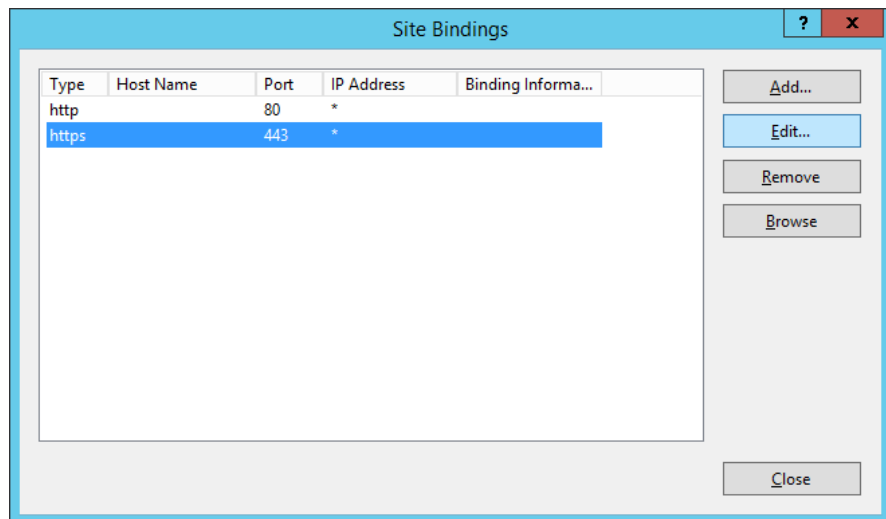 Site Bindings
? x
Type Host Name Port IP Address Binding Informa...
http 80 *
https 443 *
Add...
Edit...
Remove
Browse
Close